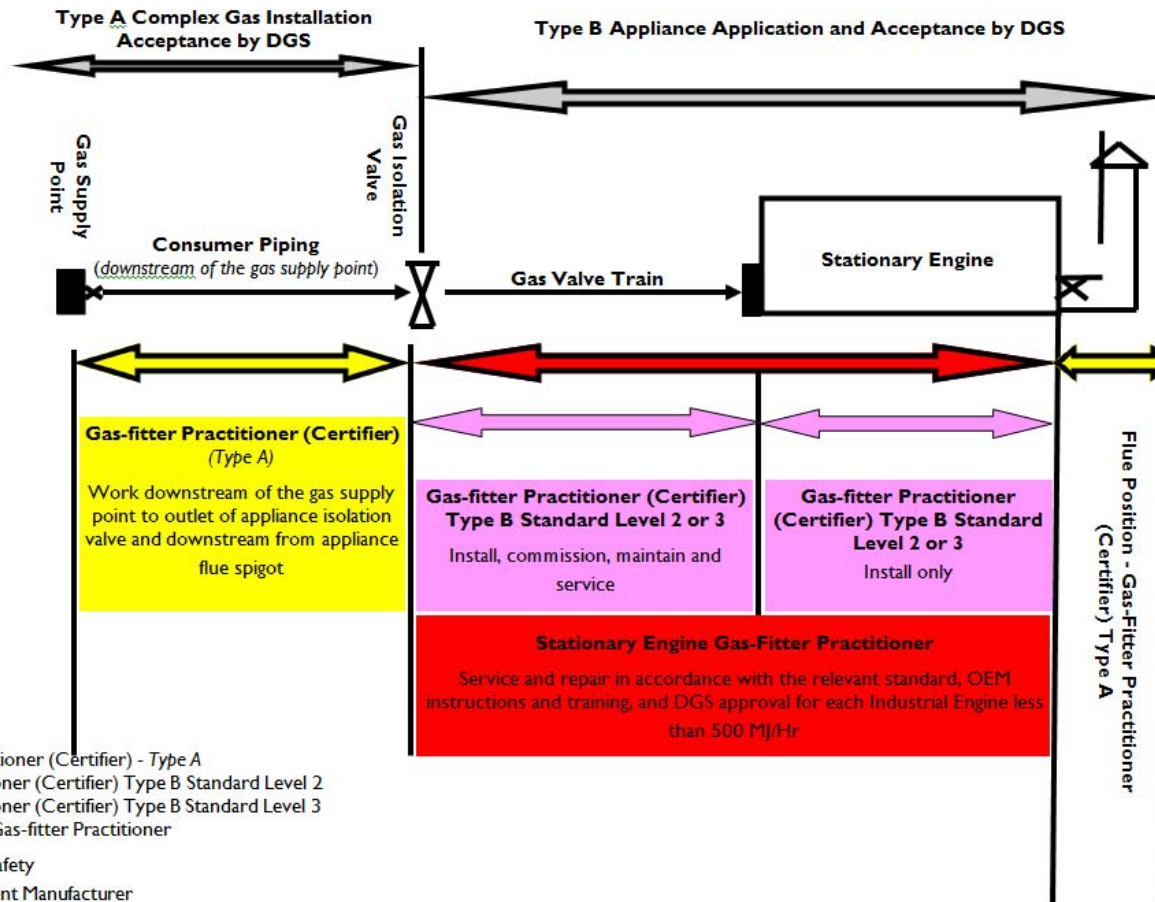 Type A Complex Gas Installation
Acceptance by DGS
Type B Appliance Application and Acceptance by DGS
Gas Supply
Point
Gas Isolation
Valve
Consumer Piping
(downstream of the gas supply point)
Gas Valve Train
Stationary Engine
Gas-fitter Practitioner (Certifier)
(Type A)
Work downstream of the gas supply
point to outlet of appliance isolation
valve and downstream from appliance
flue spigot
Gas-fitter Practitioner (Certifier)
Type B Standard Level 2 or 3
Install, commission, maintain and
service
Gas-fitter Practitioner
(Certifier) Type B Standard
Level 2 or 3
Install only
Stationary Engine Gas-Fitter Practitioner
Service and repair in accordance with the relevant standard, OEM
instructions and training, and DGS approval for each Industrial Engine less
than 500 MJ/Hr
Flue Position - Gas-Fitter Practitioner
(Certifier) Type A
tioner (Certifier) - Type A
oner (Certifier) Type B Standard Level 2
oner (Certifier) Type B Standard Level 3
Gas-fitter Practitioner
afety
nt Manufacturer